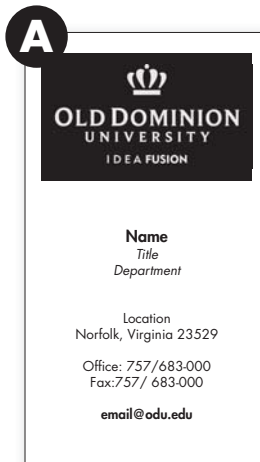 A
OLD DOMINION
UNIVERSITY
IDEA FUSION
Name
Title
Department
Location
Norfolk, Virginia 23529
Office: 757/683-000
Fax:757/ 683-000
email@odu.edu